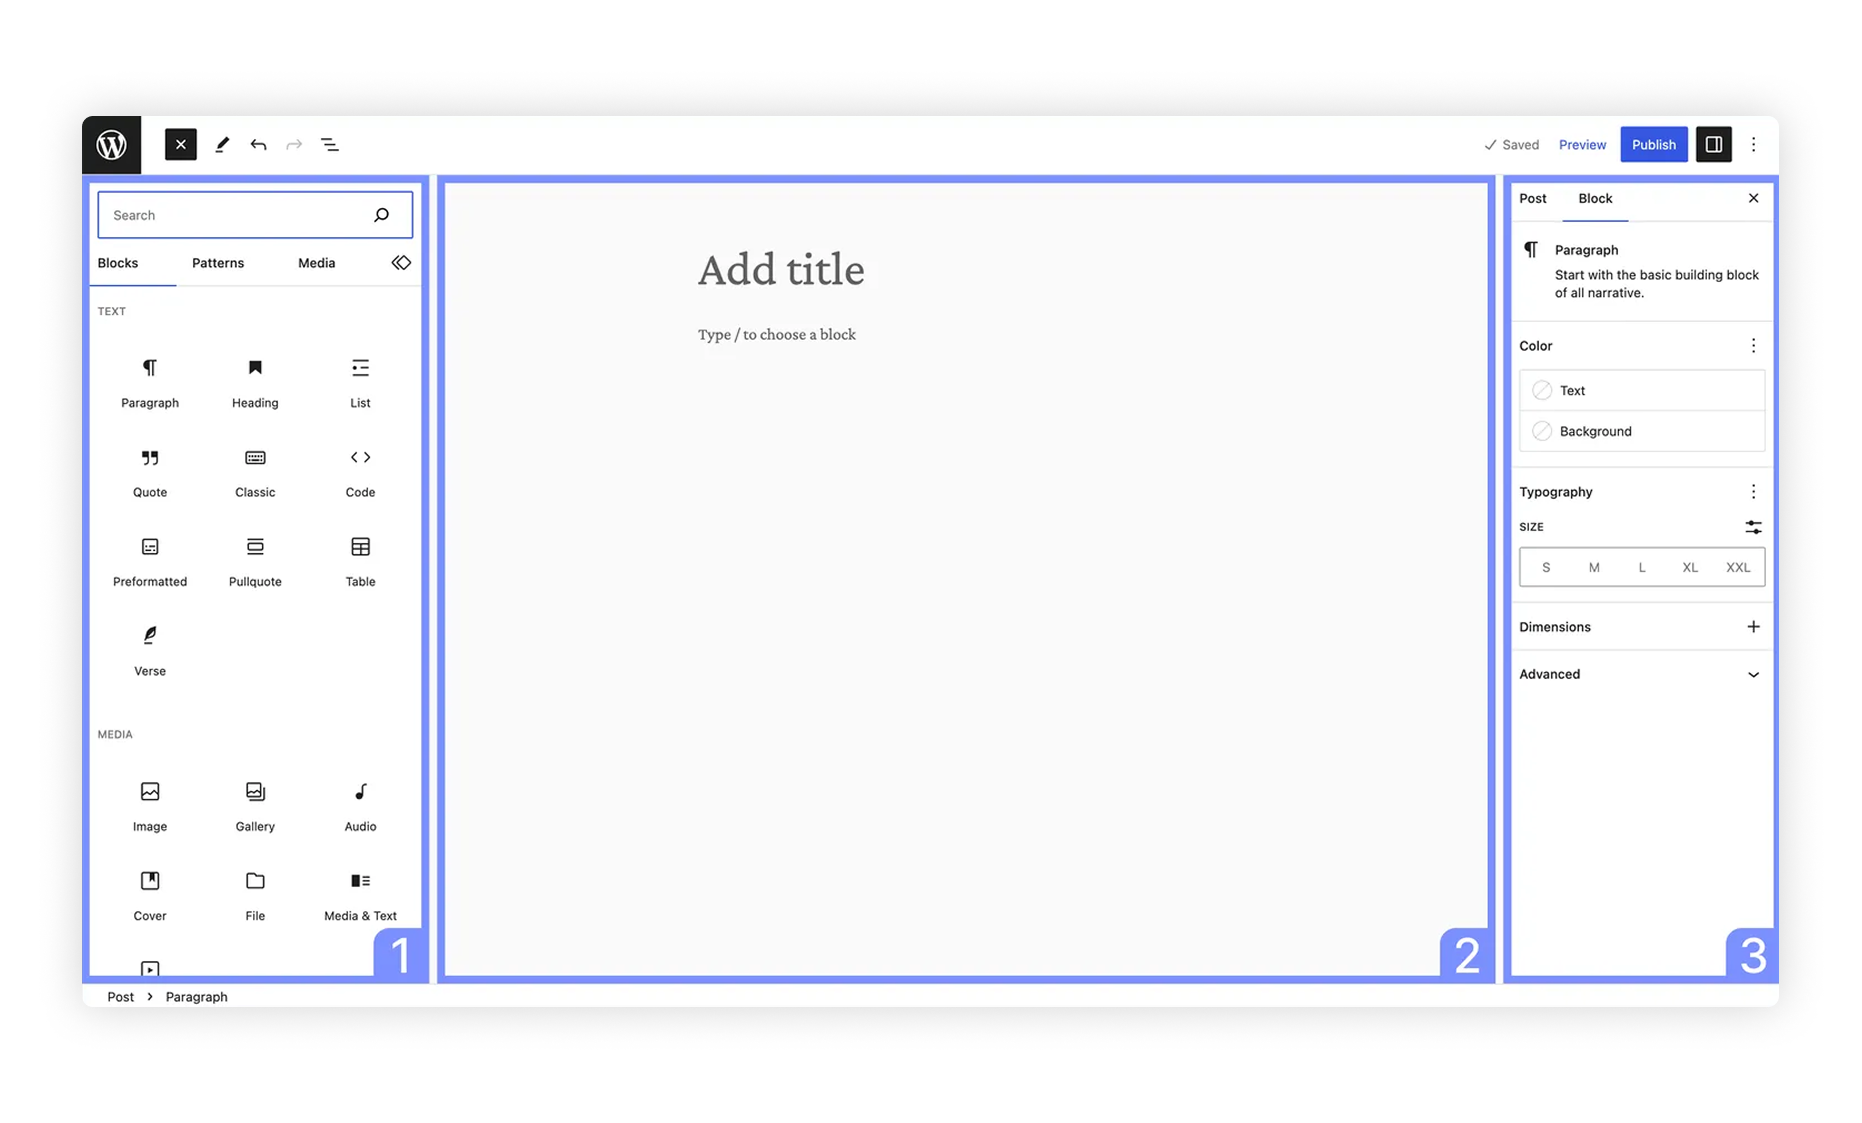 Saved Preview Publish
Search
Blocks Patterns Media
TEXT
Paragraph Heading List
Quote Classic Code
Preformatted Pullquote Table
Verse
MEDIA
Image Gallery Audio
Cover File Media & Text
1
Add title
Type / to choose a block
2
Post Block
Paragraph
Start with the basic building block
of all narrative.
Color
Text
Background
Typography
SIZE
S M L XL XXL
Dimensions
Advanced
3
Post > Paragraph